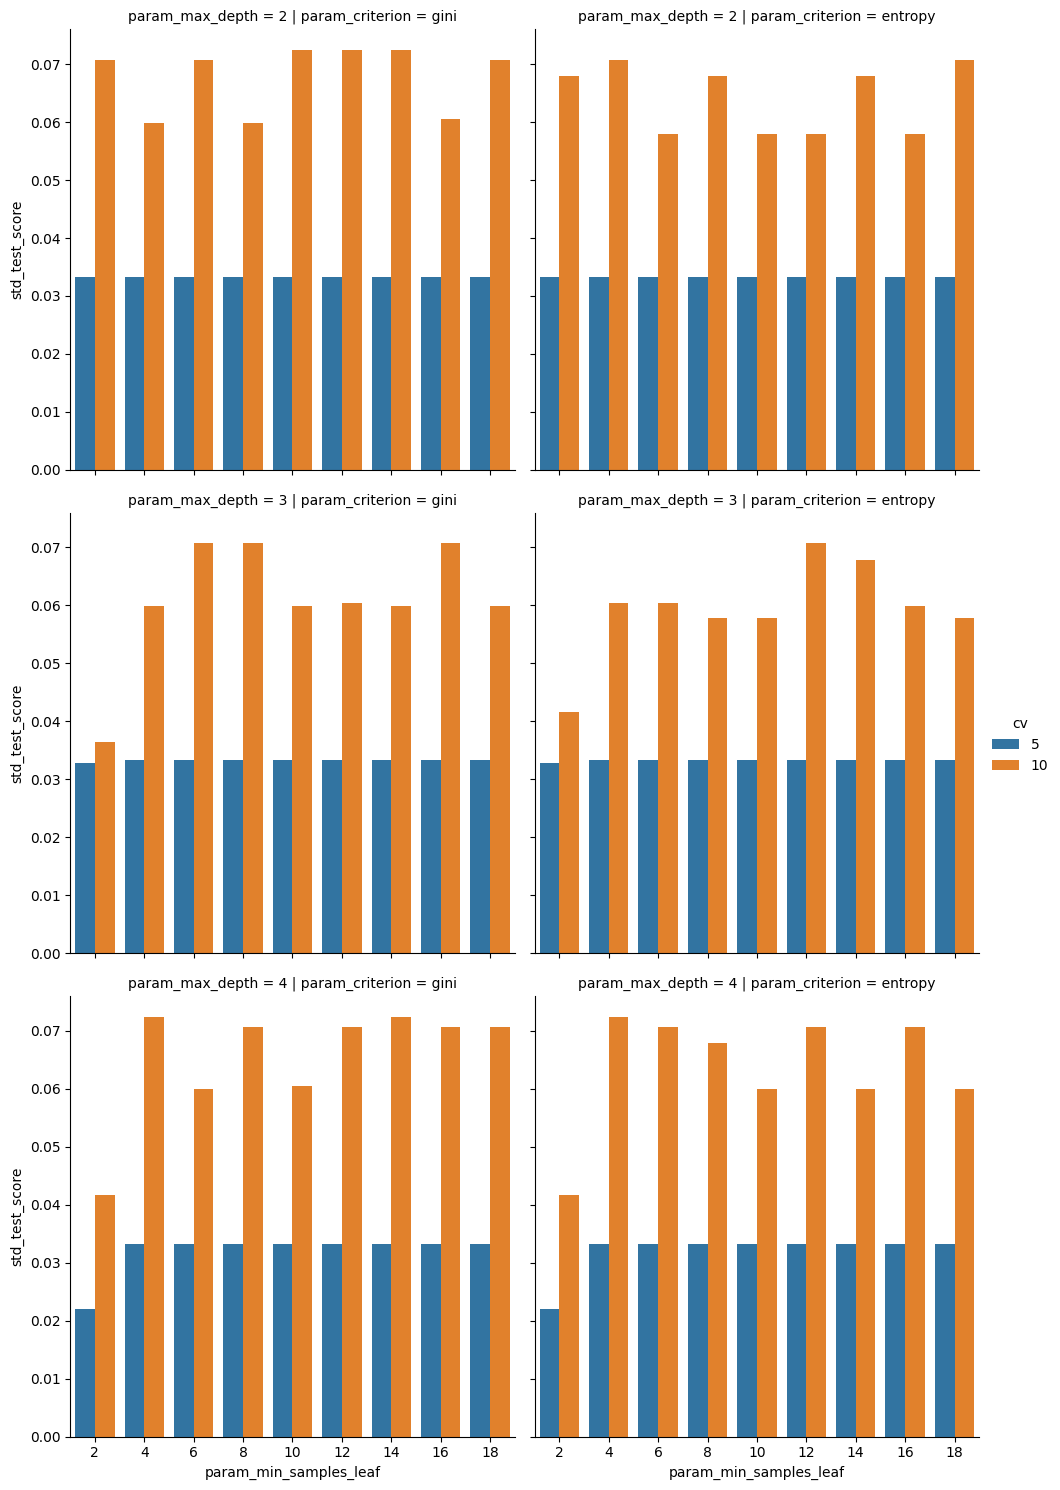 param_max_depth = 2 | param_criterion = gini
param_max_depth = 2 | param_criterion = entropy
0.07
0.06
0.05
0.04
0.03
0.02
0.01
0.00
std_test_score
param_max_depth = 3 | param_criterion = gini
param_max_depth = 3 | param_criterion = entropy
0.07
0.06
0.05
0.04
0.03
0.02
0.01
0.00
std_test_score
cv
5
10
param_max_depth = 4 | param_criterion = gini
param_max_depth = 4 | param_criterion = entropy
0.07
0.06
0.05
0.04
0.03
0.02
0.01
0.00
std_test_score
2 4 6 8 10 12 14 16 18
2 4 6 8 10 12 14 16 18
param_min_samples_leaf
param_min_samples_leaf